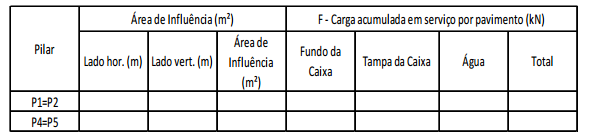 Pilar
Área de Influência (m²)
F - Carga acumulada em serviço por pavimento (kN)
Lado hor. (m)
Lado vert. (m)
Área de
Influência
(m²)
Fundo da
Caixa
Tampa da Caixa
Água
Total
P1=P2
P4=P5